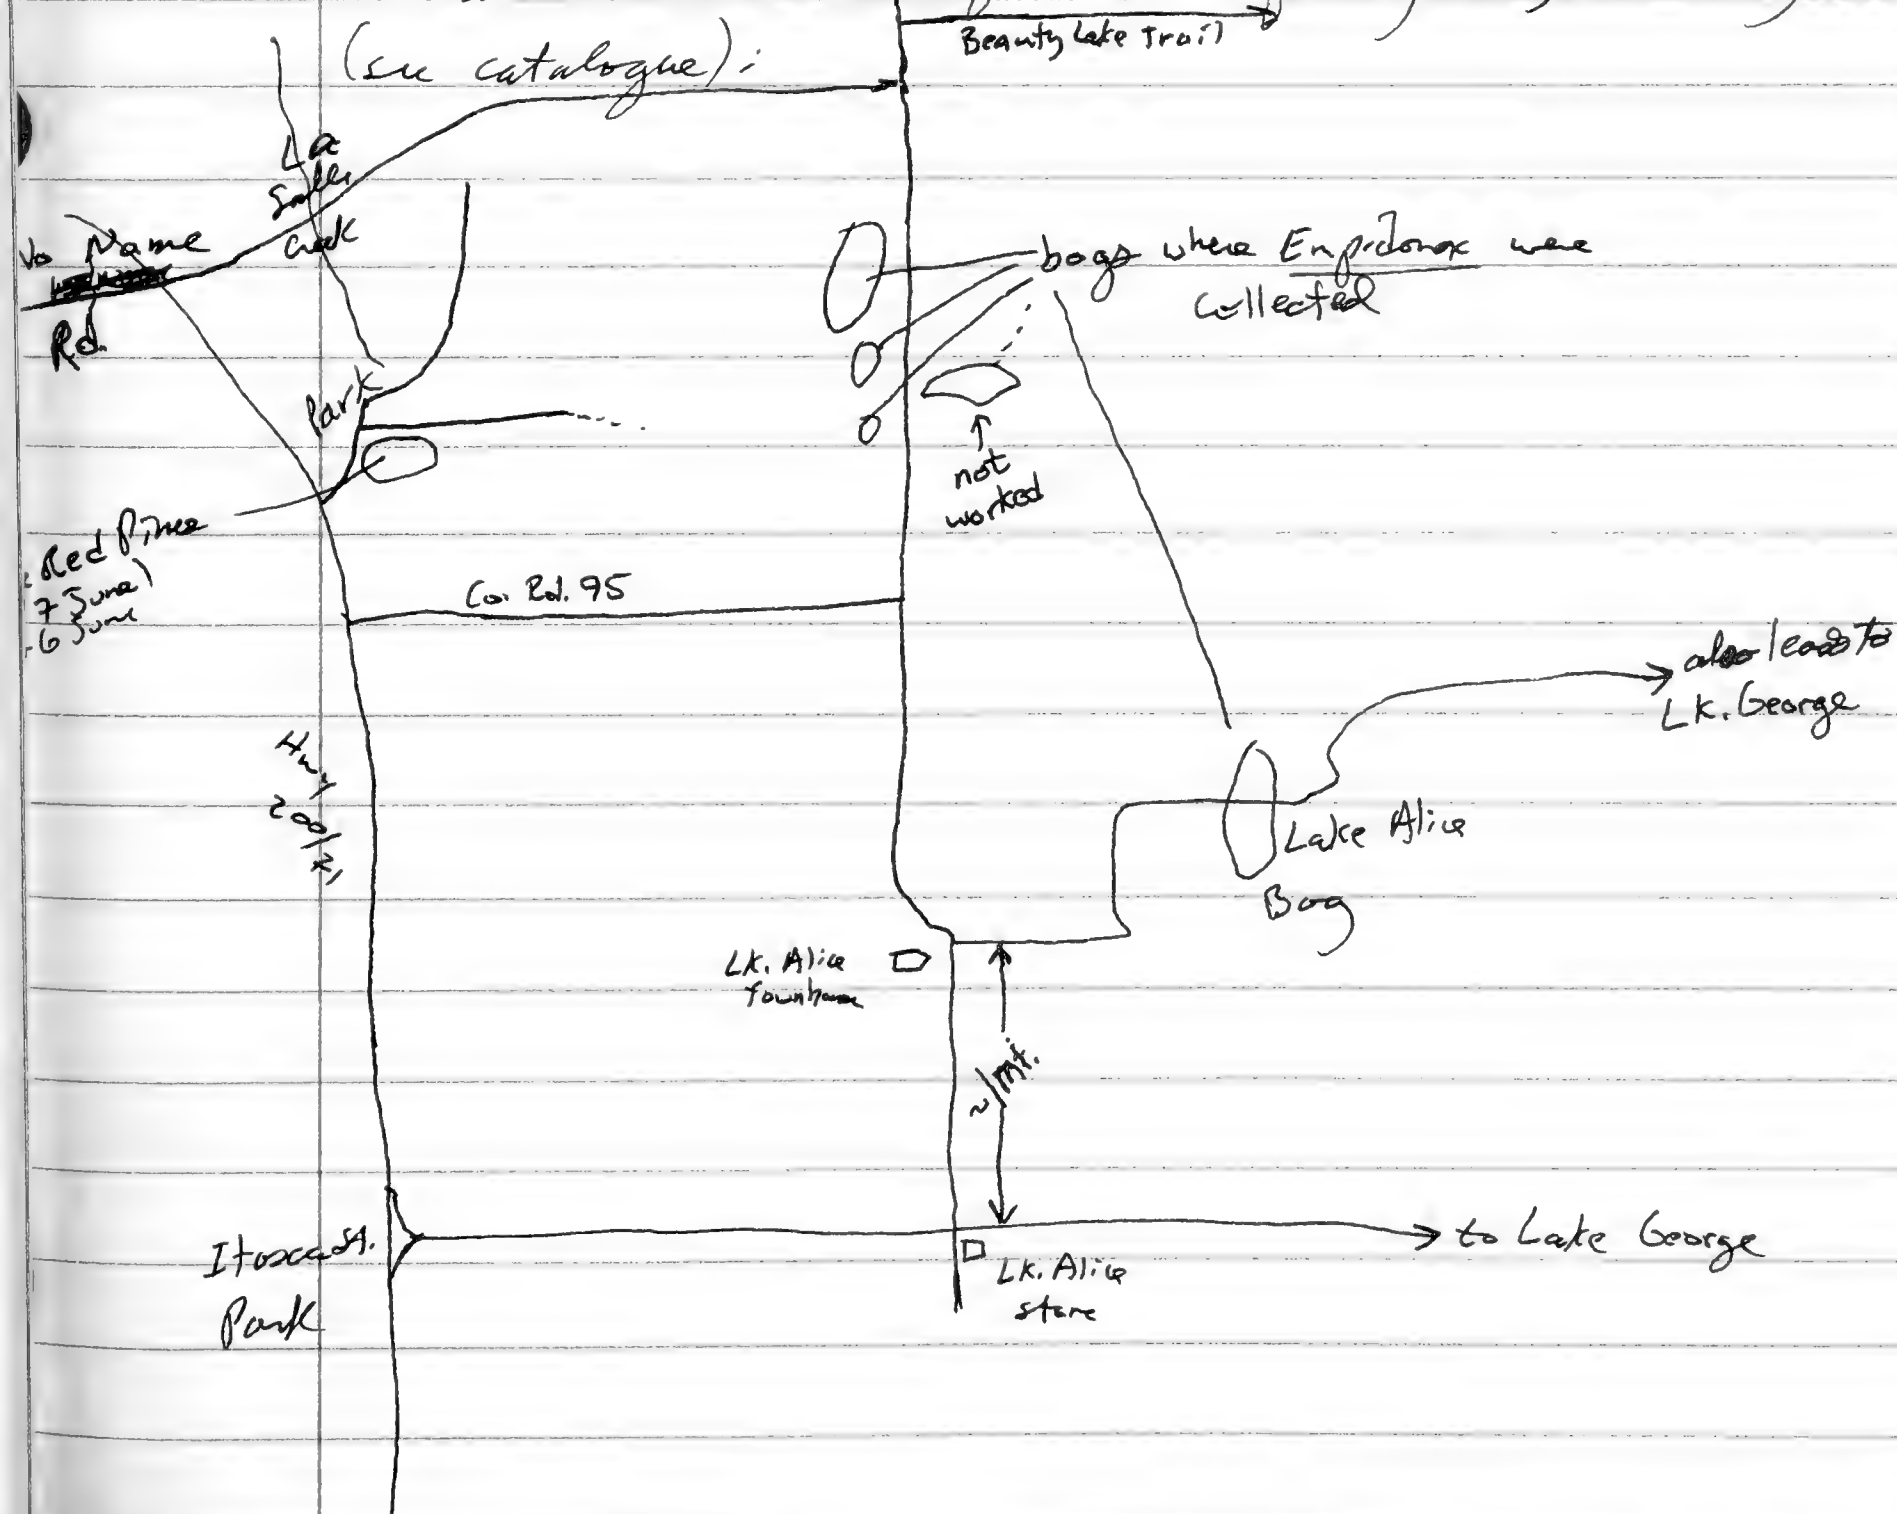 Beauty Lake Trail
(see catalogue):
La
Salle
Creek
No Name
Rd.
bogs where Empidonax were
collected
Park
not
worked
Red Pine
7 June)
6 June
Co. Rd. 95
also leads to
Lk. George
Hwy
200/71
Lake Alice
Bog
Lk. Alice
Townhouse
~1 mi.
Itasca St.
Park
to Lake George
Lk. Alice
store